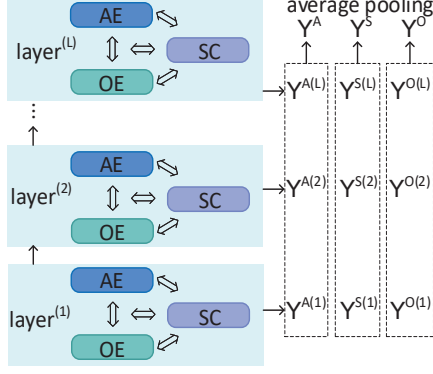 average pooling
Y^A Y^S Y^O
AE
layer^(L) SC
OE
Y^A(L) Y^S(L) Y^O(L)
⋮
AE
layer^(2) SC
OE
Y^A(2) Y^S(2) Y^O(2)
AE
layer^(1) SC
OE
Y^A(1) Y^S(1) Y^O(1)